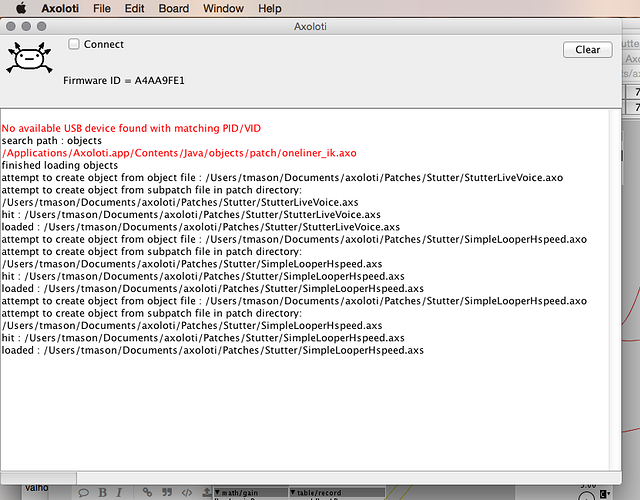 Axoloti File Edit Board Window Help
Axoloti
Connect
Clear
Firmware ID = A4AA9FE1
No available USB device found with matching PID/VID
search path : objects
/Applications/Axoloti.app/Contents/Java/objects/patch/oneliner_ik.axo
finished loading objects
attempt to create object from object file : /Users/tmason/Documents/axoloti/Patches/Stutter/StutterLiveVoice.axo
attempt to create object from subpatch file in patch directory:
/Users/tmason/Documents/axoloti/Patches/Stutter/StutterLiveVoice.axs
hit : /Users/tmason/Documents/axoloti/Patches/Stutter/StutterLiveVoice.axs
loaded : /Users/tmason/Documents/axoloti/Patches/Stutter/StutterLiveVoice.axs
attempt to create object from object file : /Users/tmason/Documents/axoloti/Patches/Stutter/SimpleLooperHspeed.axo
attempt to create object from subpatch file in patch directory:
/Users/tmason/Documents/axoloti/Patches/Stutter/SimpleLooperHspeed.axs
hit : /Users/tmason/Documents/axoloti/Patches/Stutter/SimpleLooperHspeed.axs
loaded : /Users/tmason/Documents/axoloti/Patches/Stutter/SimpleLooperHspeed.axs
attempt to create object from object file : /Users/tmason/Documents/axoloti/Patches/Stutter/SimpleLooperHspeed.axo
attempt to create object from subpatch file in patch directory:
/Users/tmason/Documents/axoloti/Patches/Stutter/SimpleLooperHspeed.axs
hit : /Users/tmason/Documents/axoloti/Patches/Stutter/SimpleLooperHspeed.axs
loaded : /Users/tmason/Documents/axoloti/Patches/Stutter/SimpleLooperHspeed.axs
utter
Axo
ts/ax
7
7
valho
B I
math/gain
table/record